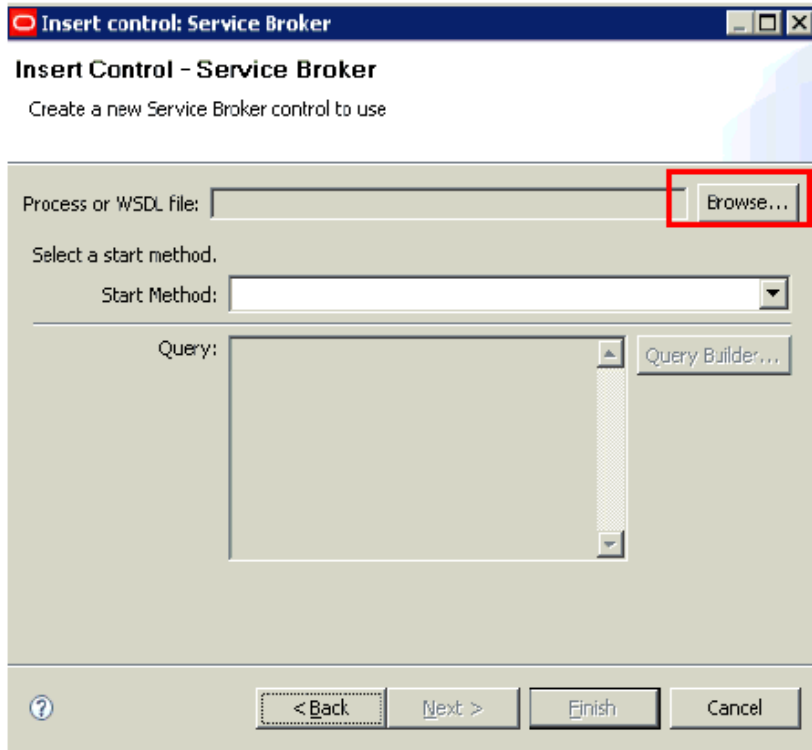 Insert control: Service Broker
Insert Control - Service Broker
Create a new Service Broker control to use
Process or WSDL file: Browse...
Select a start method.
Start Method:
Query: Query Builder...
? < Back Next > Finish Cancel